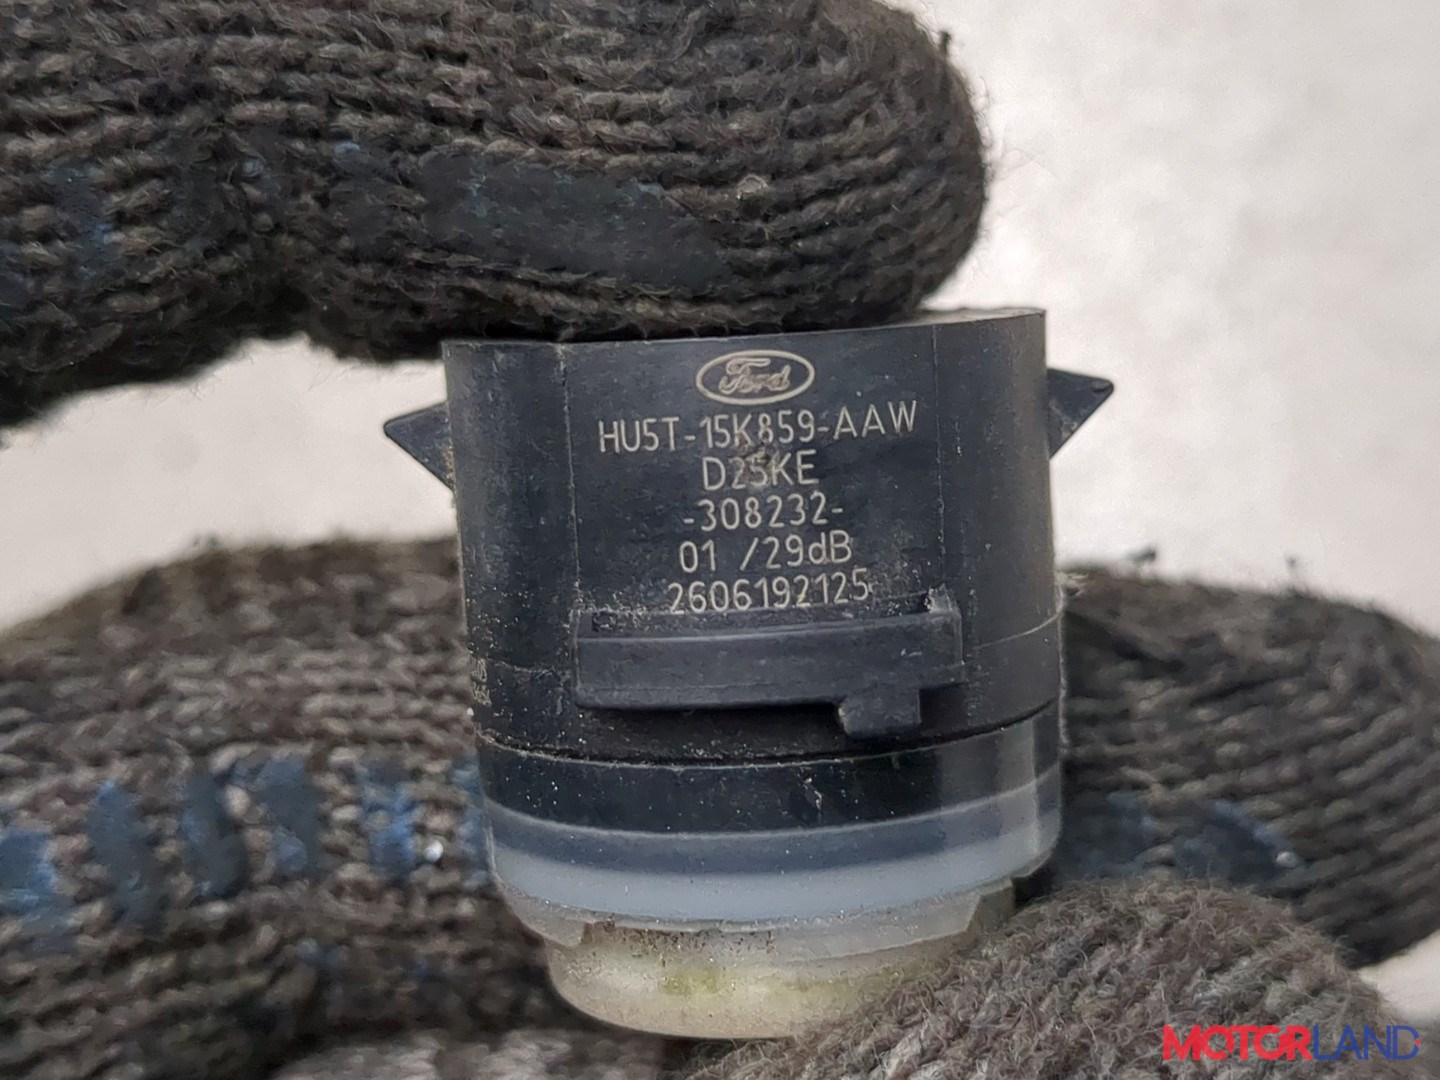 Ford
HU5T-15K859-AAW
D25KE
-308232-
01 /29dB
2606192125
MOTORLAND